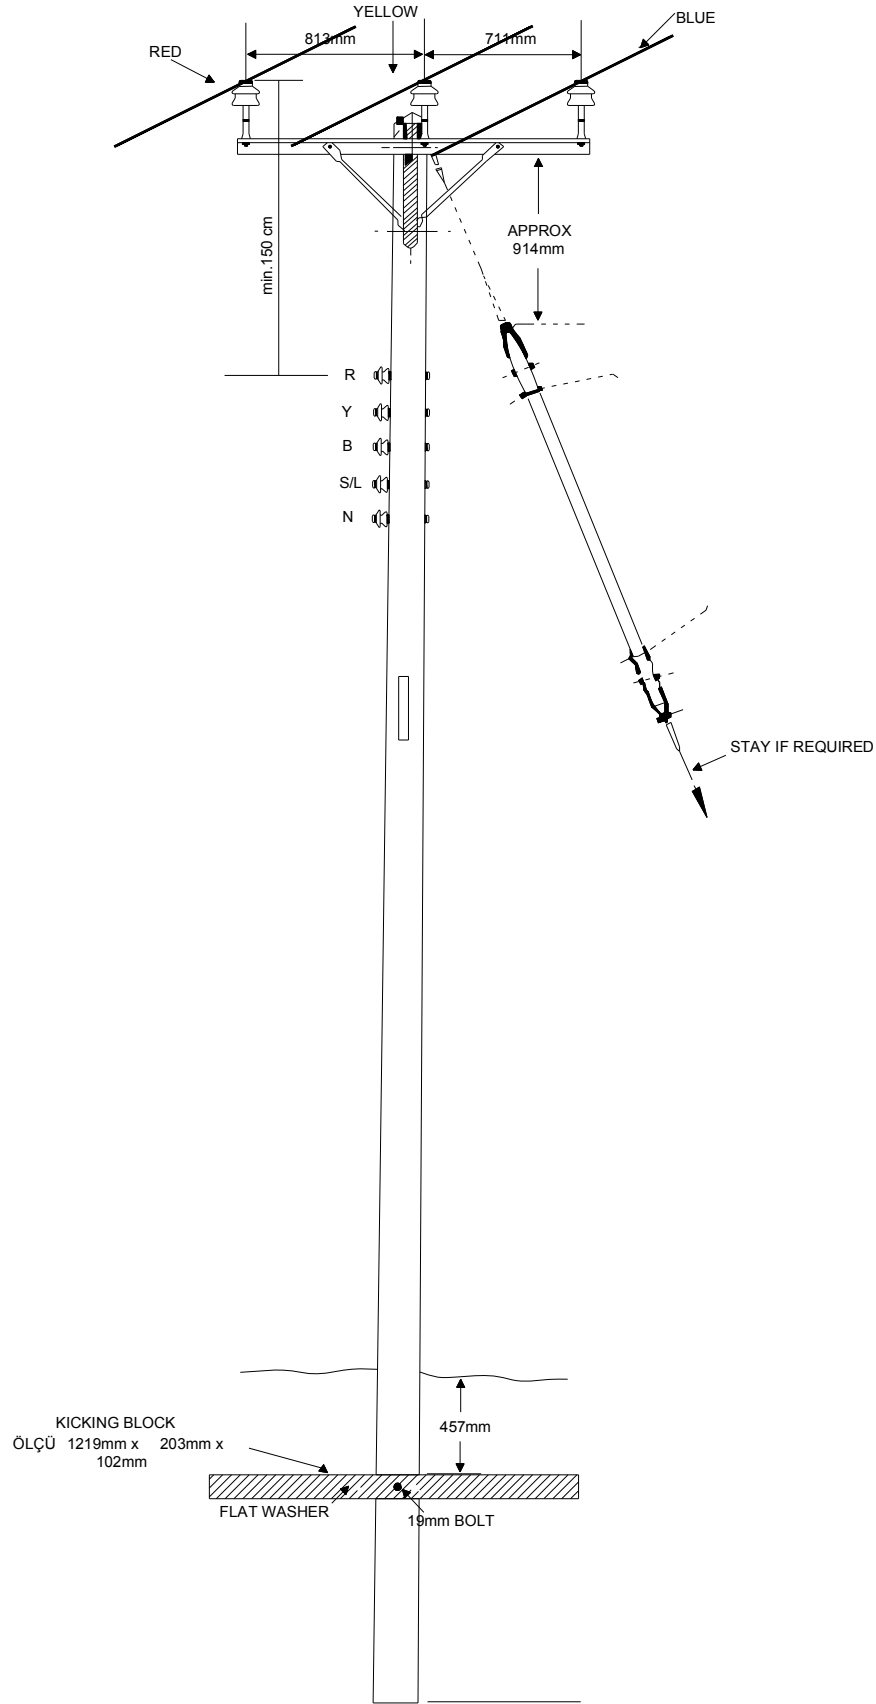 YELLOW
BLUE
813mm
711mm
RED
APPROX
914mm
min.150 cm
R
Y
B
S/L
N
STAY IF REQUIRED
457mm
KICKING BLOCK
ÖLÇÜ 1219mm x 203mm x
102mm
FLAT WASHER
19mm BOLT